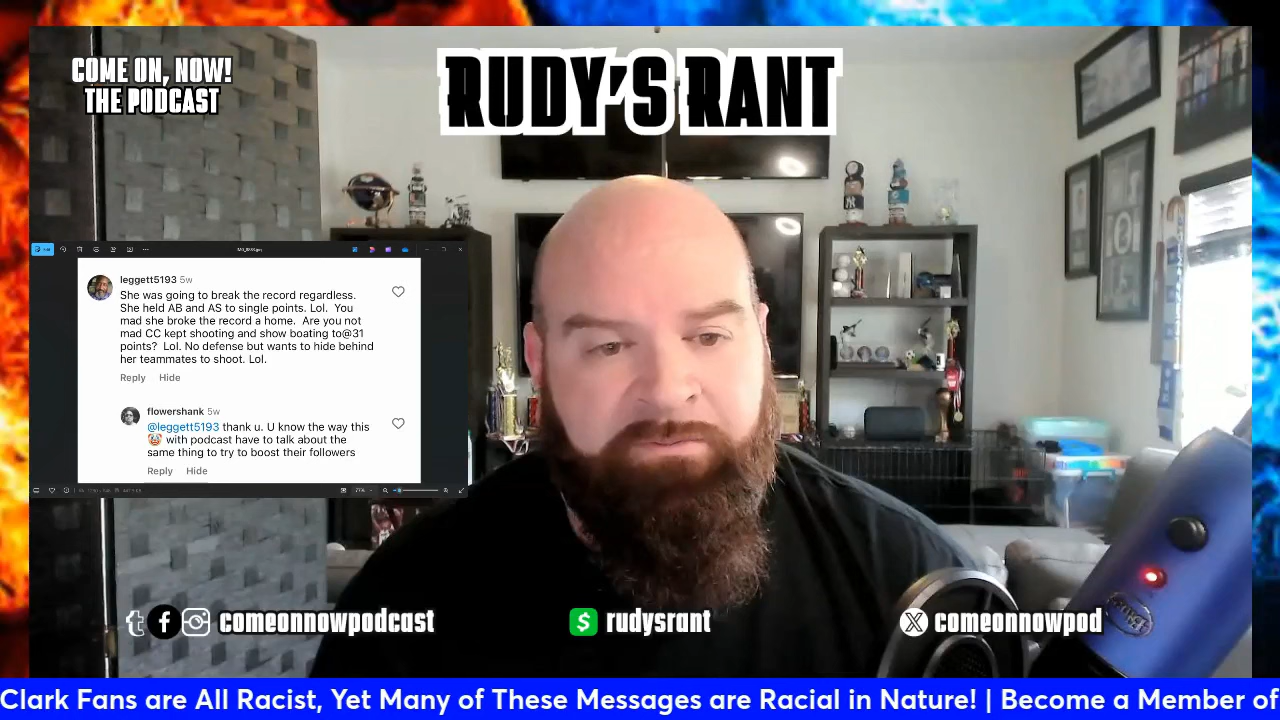 COME ON, NOW!
THE PODCAST
RUDY'S RANT
leggett5193 5w
She was going to break the record regardless.
She held AB and AS to single points. Lol. You
mad she broke the record a home. Are you not
mad CC kept shooting and show boating to@31
points? Lol. No defense but wants to hide behind
her teammates to shoot. Lol.
Reply Hide
flowershank 5w
@leggett5193 thank u. U know the way this
🤡 with podcast have to talk about the
same thing to try to boost their followers
Reply Hide
77%
comeonnowpodcast
rudysrant
comeonnowpod
Clark Fans are All Racist, Yet Many of These Messages are Racial in Nature! | Become a Member of